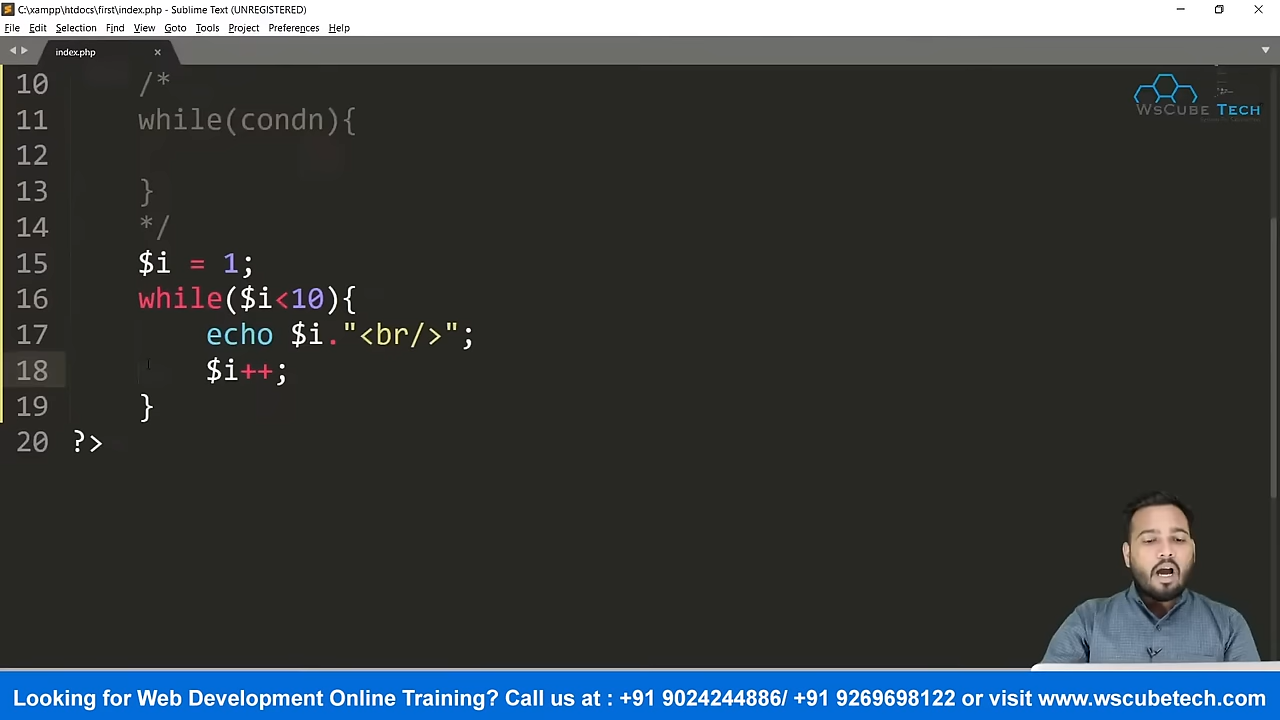 C:\xampp\htdocs\first\index.php - Sublime Text (UNREGISTERED)
File Edit Selection Find View Goto Tools Project Preferences Help
index.php
WsCube Tech
10 /*
11 while(condn){
12
13 }
14 */
15 $i = 1;
16 while($i<10){
17 echo $i."<br/>";
18 $i++;
19 }
20 ?>
Looking for Web Development Online Training? Call us at : +91 9024244886/ +91 9269698122 or visit www.wscubetech.com